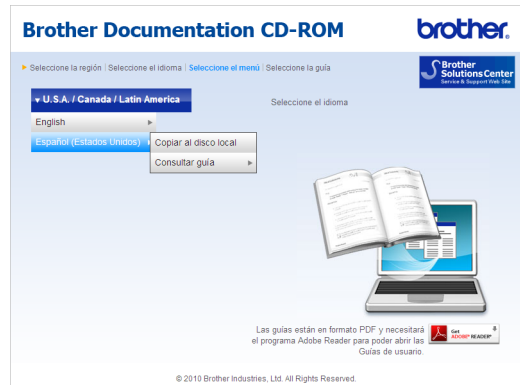 Brother Documentation CD-ROM
brother
Seleccione la región | Seleccione el idioma | Seleccione el menú | Seleccione la guía
Brother
Solutions Center
Service & Support Web Site
U.S.A. / Canada / Latin America
Seleccione el idioma
English
Español (Estados Unidos)
Copiar al disco local
Consultar guía
Las guías están en formato PDF y necesitará
el programa Adobe Reader para poder abrir las
Guías de usuario.
Get
ADOBE® READER®
© 2010 Brother Industries, Ltd. All Rights Reserved.